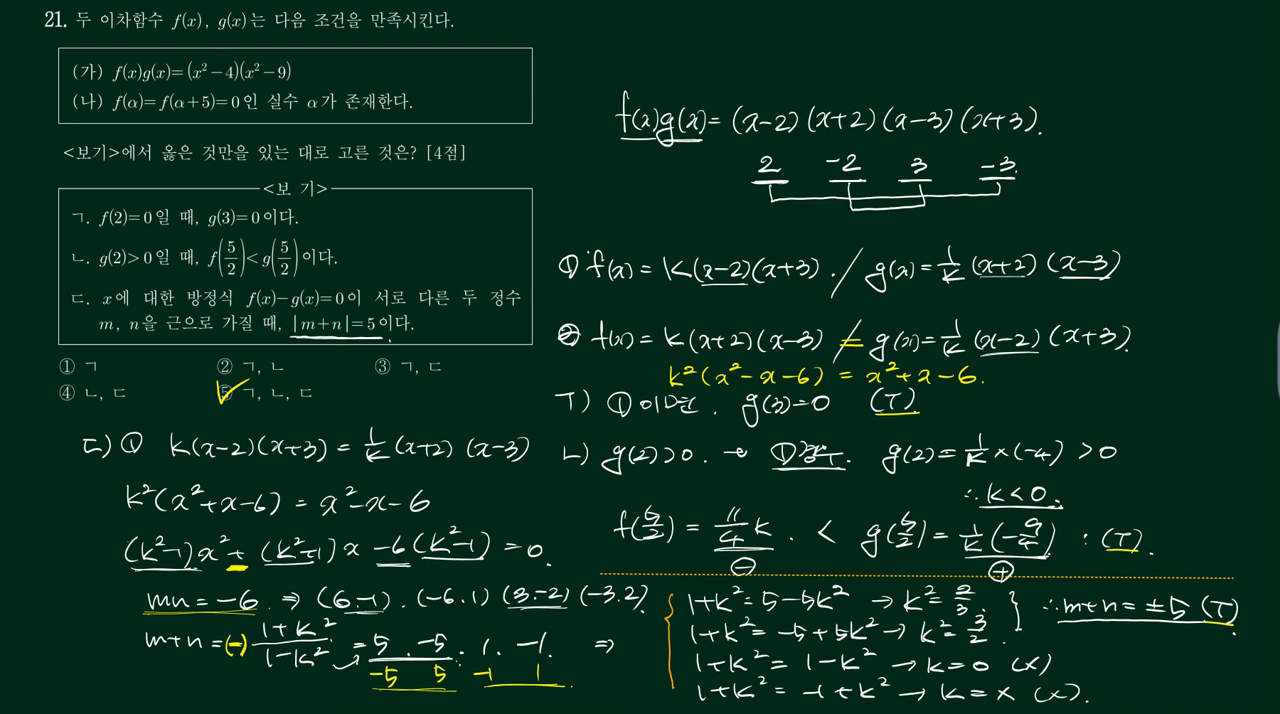 21. 두 이차함수 f(x), g(x)는 다음 조건을 만족시킨다.
(가) f(x)g(x)=(x²-4)(x²-9)
(나) f(α)=f(α+5)=0인 실수 α가 존재한다.
<보기>에서 옳은 것만을 있는 대로 고른 것은? [4점]
<보 기>
ㄱ. f(2)=0일 때, g(3)=0이다.
ㄴ. g(2)>0일 때, f(5/2)<g(5/2)이다.
ㄷ. x에 대한 방정식 f(x)-g(x)=0이 서로 다른 두 정수
m, n을 근으로 가질 때, |m+n|=5이다.
① ㄱ ② ㄱ, ㄴ ③ ㄱ, ㄷ
④ ㄴ, ㄷ ⑤ ㄱ, ㄴ, ㄷ
f(x)g(x)=(x-2)(x+2)(x-3)(x+3).
2 -2 3 -3.
① f(x)=k(x-2)(x+3). / g(x)=1/k(x+2)(x-3)
② f(x)=k(x+2)(x-3) / = g(x)=1/k(x-2)(x+3).
k²(x²-x-6)=x²+x-6.
ㄱ) ①이면. g(3)=0 (T)
ㄴ) g(2)>0. → ①경우. g(2)=1/k×(-4)>0
∴k<0.
f(5/2)=11/4k. < g(5/2)=1/k(-9/4) : (T).
⊖ ⊕
ㄷ) ① k(x-2)(x+3)=1/k(x+2)(x-3)
k²(x²+x-6)=x²-x-6
(k²-1)x²+(k²+1)x-6(k²-1)=0.
mn=-6. ⇒ (6,-1).(-6.1)(3.-2)(-3.2)
m+n=(-)1+k²/1-k²=5.-5.1.-1. ⇒
-5 5 -1 1
1+k²=5-5k² → k²=2/3.
1+k²=-5+5k² → k²=3/2.
∴m+n=±5 (T)
1+k²=1-k² → k=0 (x)
1+k²=-1+k² → k=x (x).